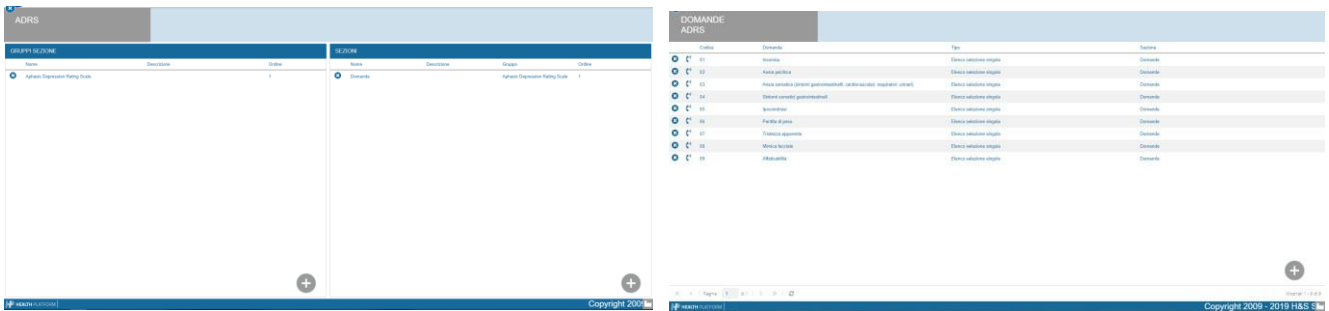 ADRS
GRUPPI SEZIONE
Nome Descrizione Ordine
Aphasic Depression Rating Scale 1
SEZIONI
Nome Descrizione Gruppo Ordine
Domande Aphasic Depression Rating Scale 1
HEALTH PLATFORM
Copyright 2009
DOMANDE
ADRS
Codice Domanda Tipo Sezione
01 Insonnia Elenco selezione singola Domande
02 Ansia psichica Elenco selezione singola Domande
03 Ansia somatica (sintomi gastrointestinali, cardiovascolari, respiratori, urinari) Elenco selezione singola Domande
04 Sintomi somatici gastrointestinali Elenco selezione singola Domande
05 Ipocondriasi Elenco selezione singola Domande
06 Perdita di peso Elenco selezione singola Domande
07 Tristezza apparente Elenco selezione singola Domande
08 Mimica facciale Elenco selezione singola Domande
09 Affaticabilità Elenco selezione singola Domande
Pagina 1 di 1
HEALTH PLATFORM
Copyright 2009 - 2019 H&S S